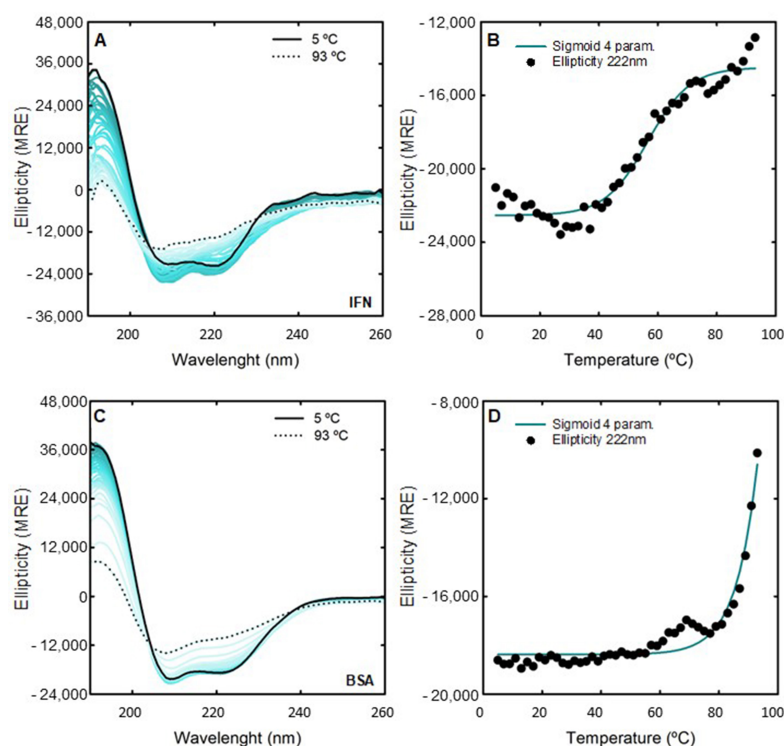 A
5 ºC
93 ºC
48,000
36,000
24,000
12,000
0
-12,000
-24,000
-36,000
Ellipticity (MRE)
IFN
200
220
240
260
Wavelenght (nm)
B
Sigmoid 4 param.
Ellipticity 222nm
-12,000
-16,000
-20,000
-24,000
-28,000
Ellipticity (MRE)
0
20
40
60
80
100
Temperature (ºC)
C
5 ºC
93 ºC
48,000
36,000
24,000
12,000
0
-12,000
-24,000
Ellipticity (MRE)
BSA
200
220
240
260
Wavelenght (nm)
D
Sigmoid 4 param.
Ellipticity 222nm
-8,000
-12,000
-16,000
-20,000
Ellipticity (MRE)
0
20
40
60
80
100
Temperature (ºC)